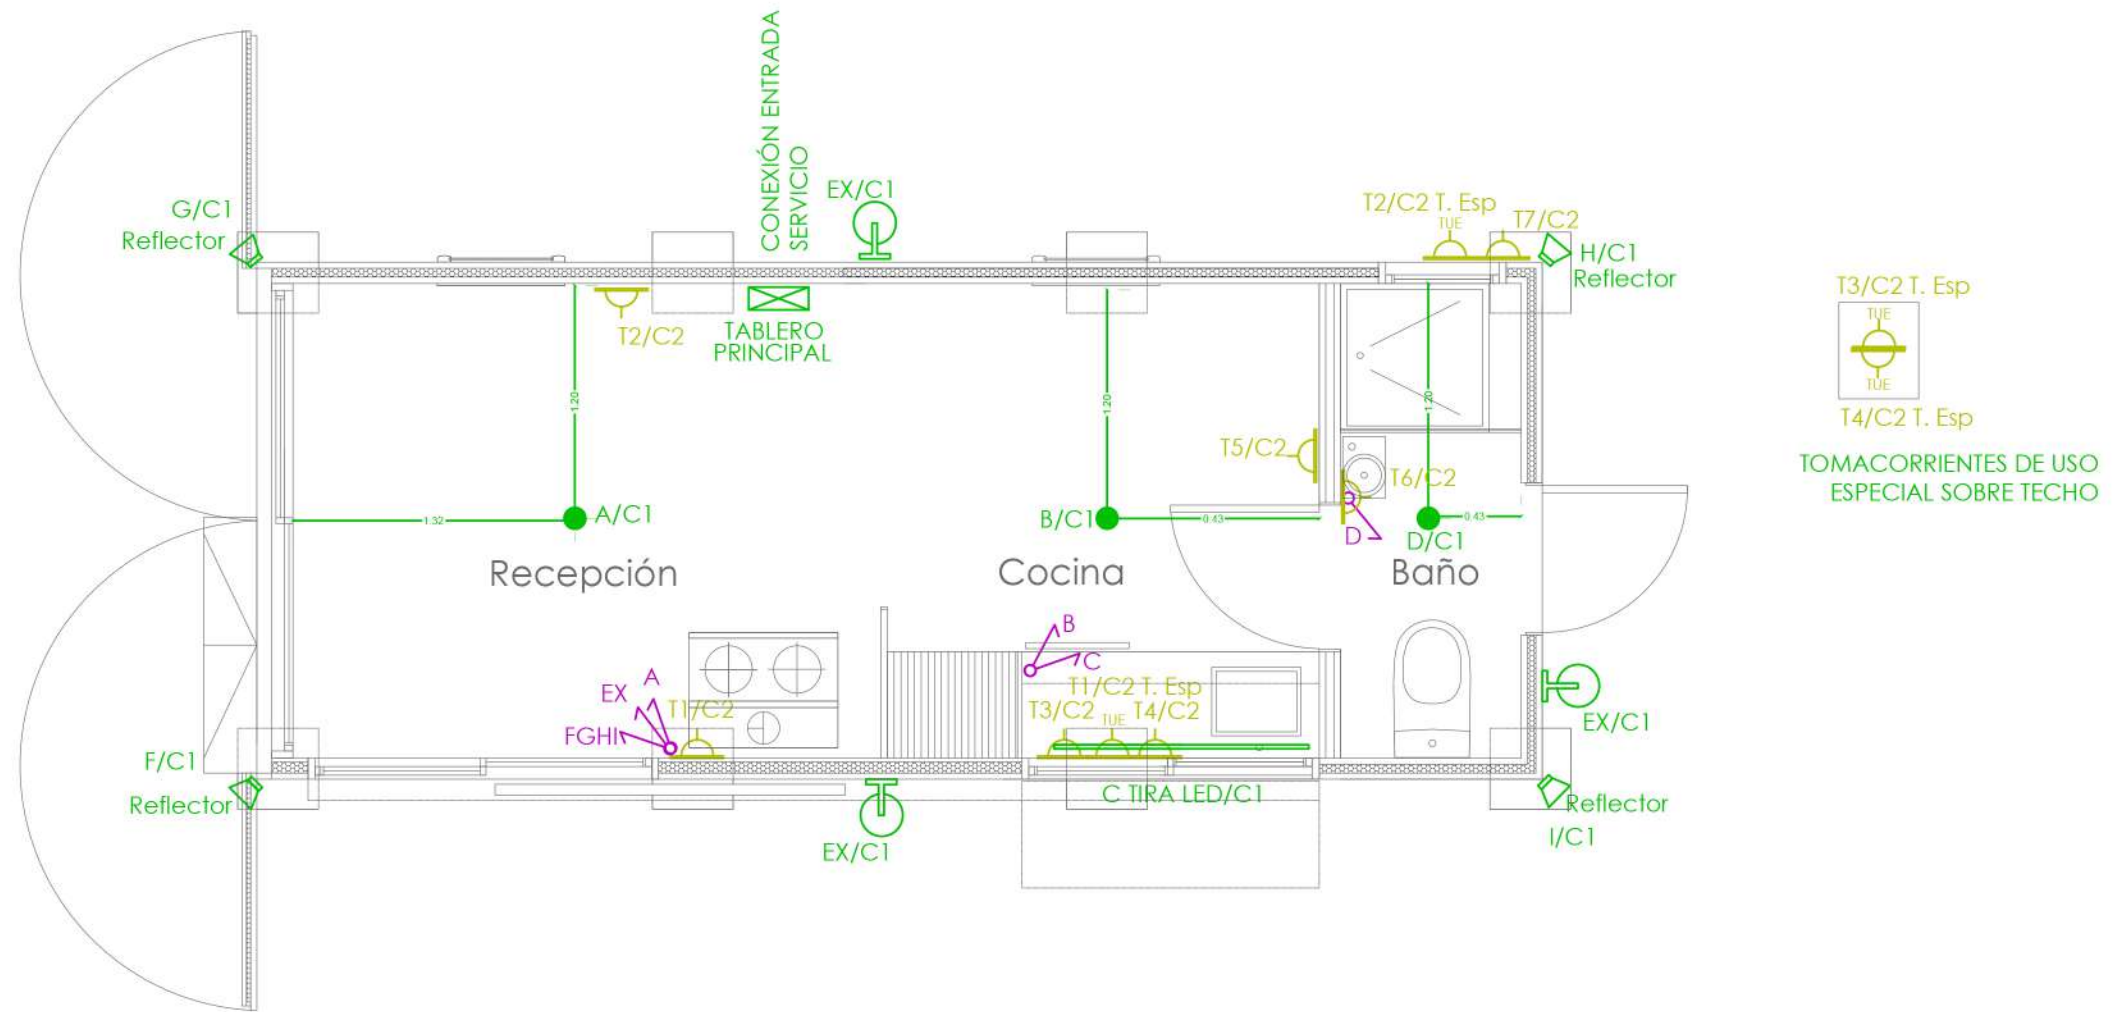 CONEXIÓN ENTRADA
SERVICIO
EX/C1
G/C1
Reflector
T2/C2 T. Esp
TUE
T7/C2
H/C1
Reflector
T3/C2 T. Esp
TUE
TUE
T4/C2 T. Esp
TOMACORRIENTES DE USO
ESPECIAL SOBRE TECHO
T2/C2
TABLERO
PRINCIPAL
1.20
1.20
1.20
T5/C2
T6/C2
1.32
A/C1
B/C1
0.43
D
0.43
D/C1
Recepción
Cocina
Baño
B
C
A
EX
FGHI
T1/C2
T1/C2 T. Esp
T3/C2
TUE
T4/C2
EX/C1
F/C1
Reflector
C TIRA LED/C1
Reflector
I/C1
EX/C1